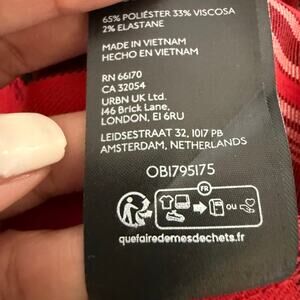 65% POLIÉSTER 33% VISCOSA
2% ELASTANE
MADE IN VIETNAM
HECHO EN VIETNAM
RN 66170
CA 32054
URBN UK Ltd.
146 Brick Lane,
LONDON, E1 6RU
LEIDSESTRAAT 32, 1017 PB
AMSTERDAM, NETHERLANDS
OB1795175
FR
ou
quefairedemesdechets.fr